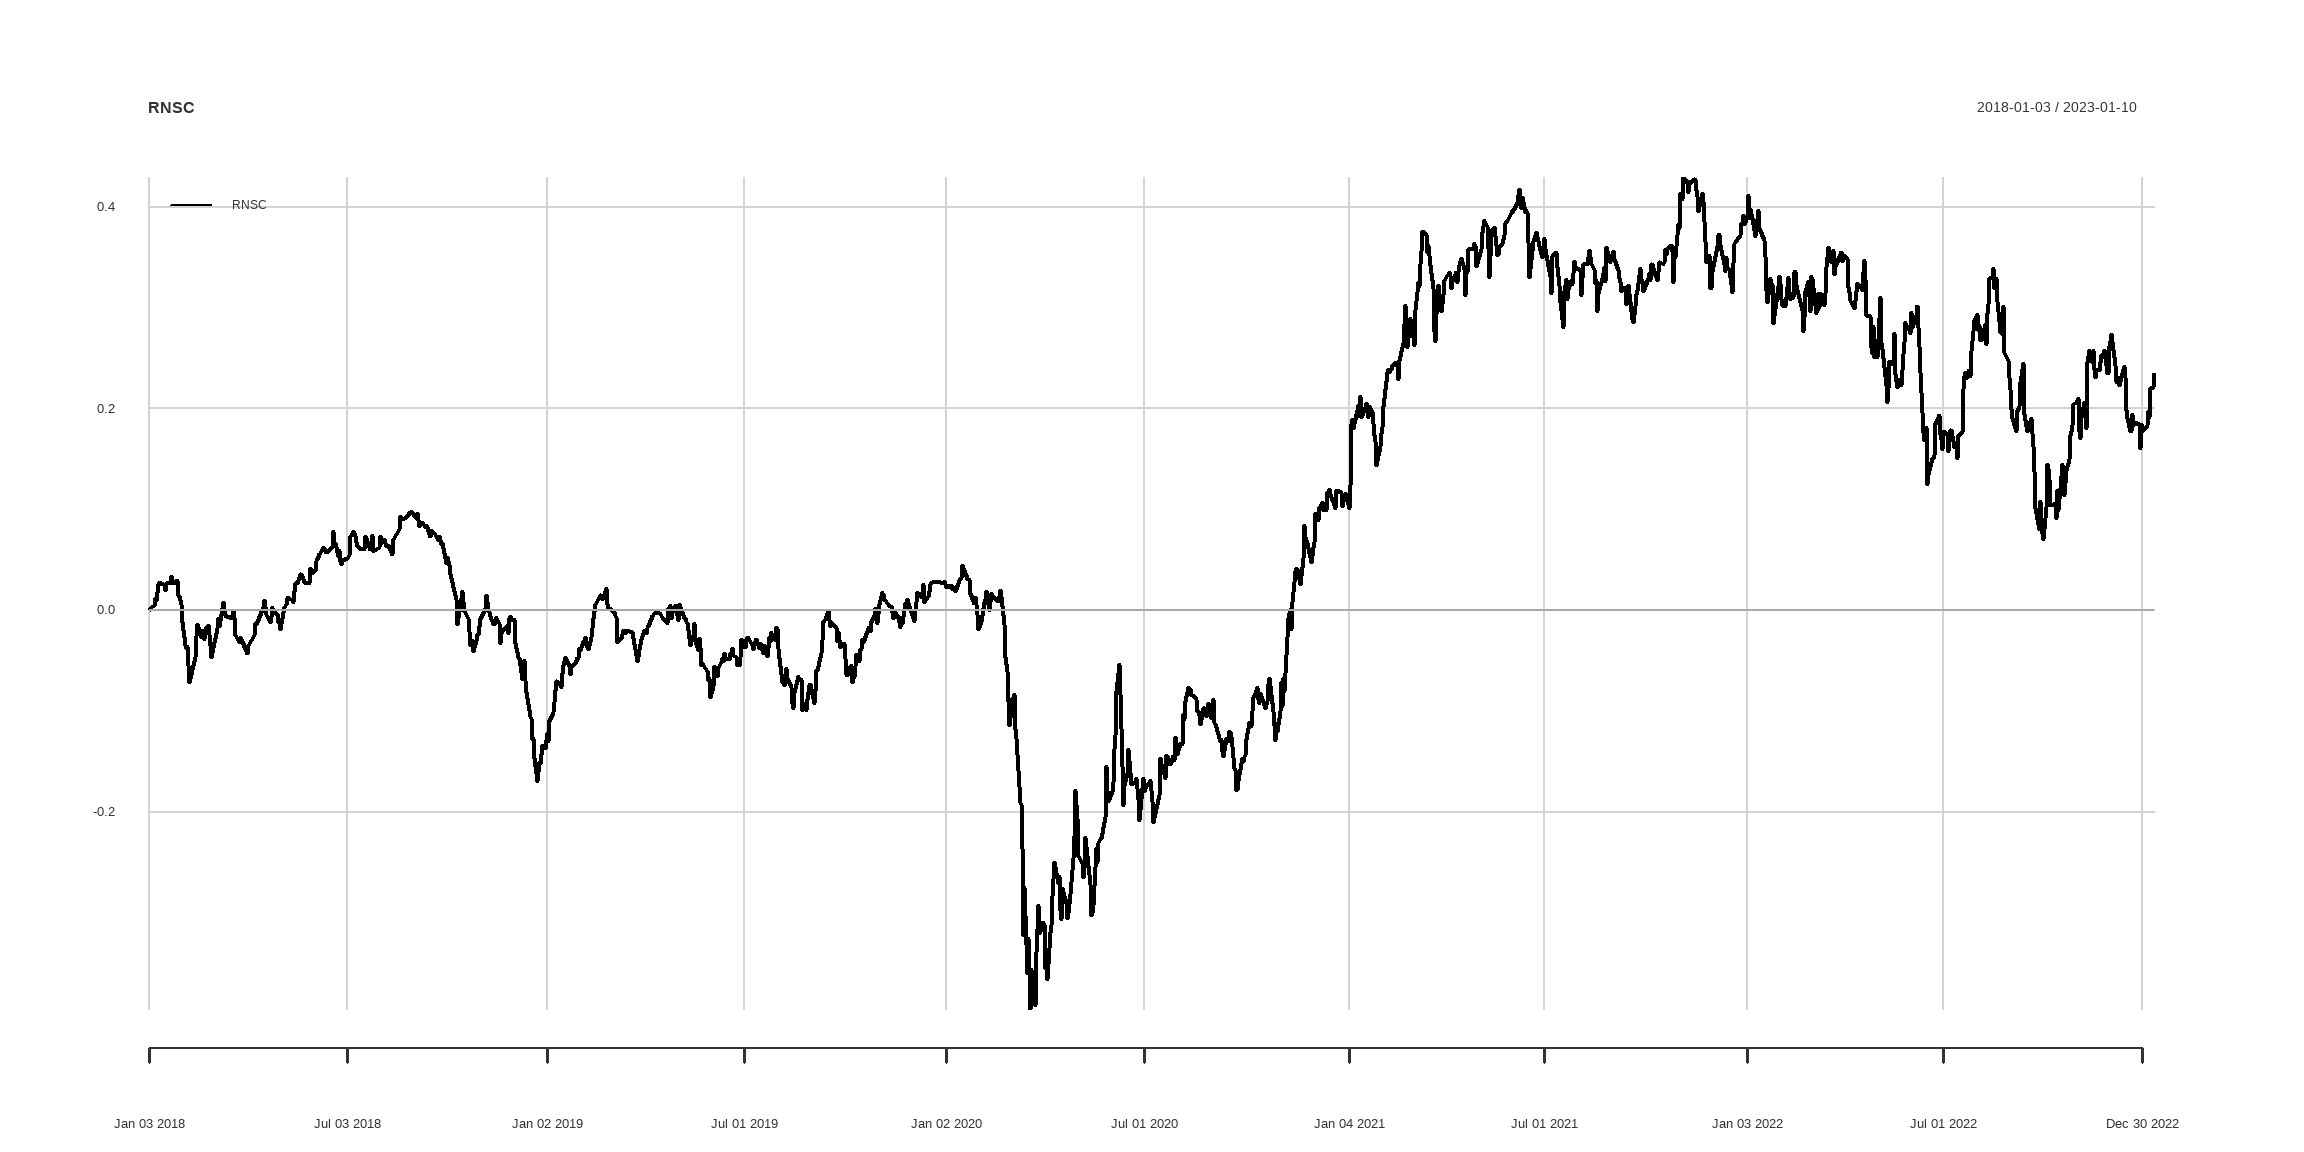 RNSC
2018-01-03 / 2023-01-10
RNSC
0.4
0.2
0.0
-0.2
Jan 03 2018
Jul 03 2018
Jan 02 2019
Jul 01 2019
Jan 02 2020
Jul 01 2020
Jan 04 2021
Jul 01 2021
Jan 03 2022
Jul 01 2022
Dec 30 2022